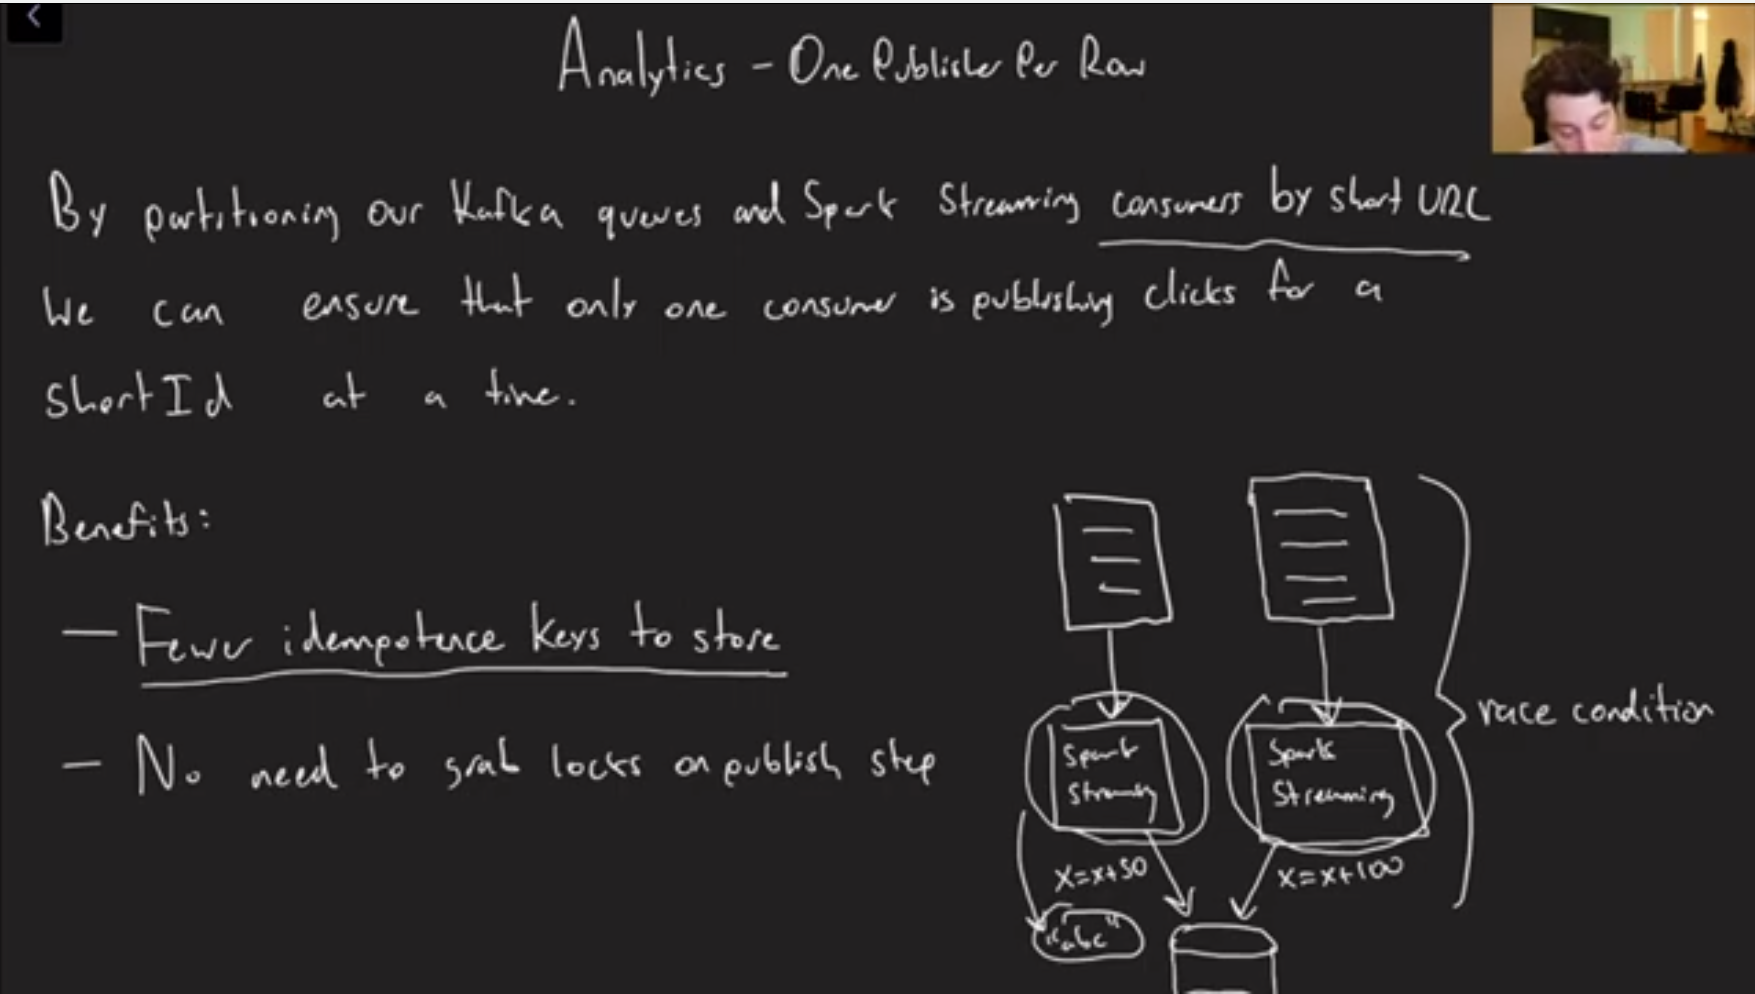 Analytics - One Publisher Per Row
By partitioning our Kafka queues and Spark Streaming consumers by short URL
We can ensure that only one consumer is publishing clicks for a
shortId at a time.
Benefits:
- Fewer idempotence keys to store
- No need to grab locks on publish step
Spark
Streaming
x=x+50
"abc"
Spark
Streaming
x=x+100
race condition